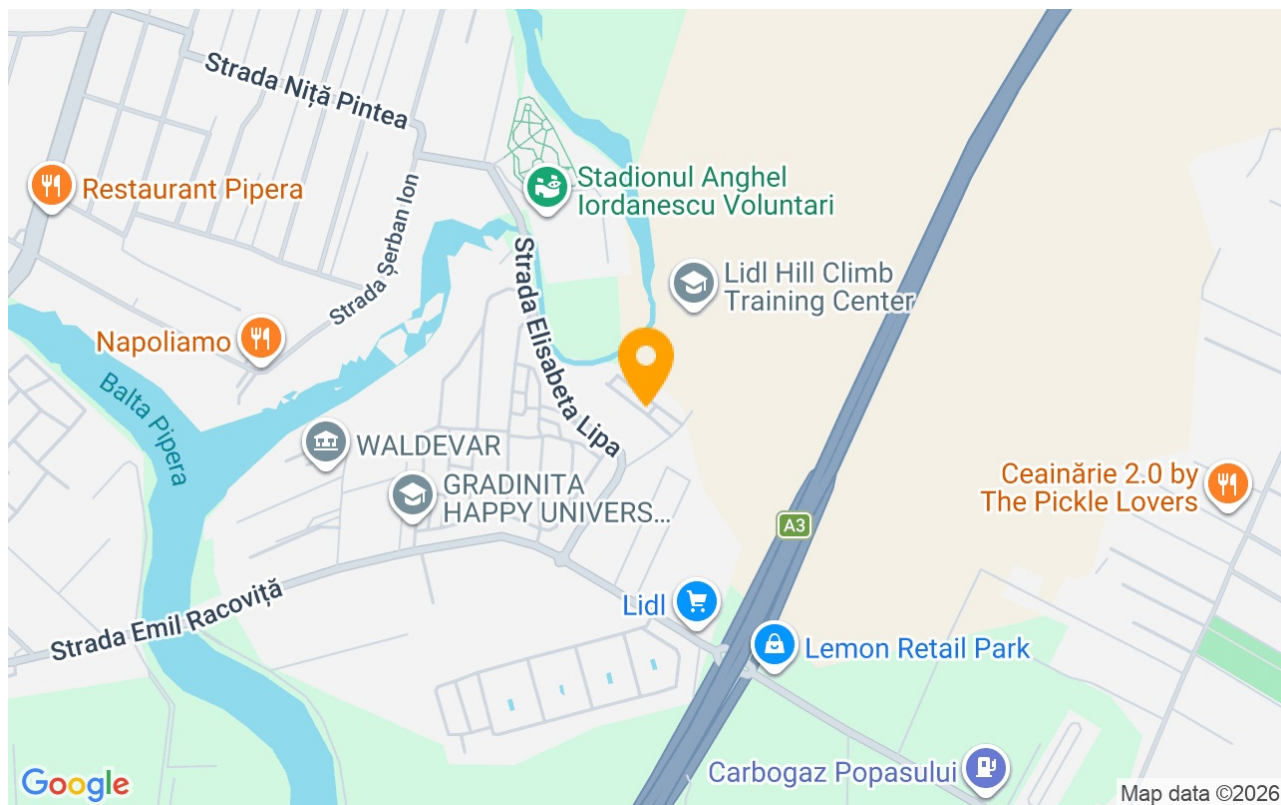 Strada Niță Pintea
Restaurant Pipera
Strada Șerban Ion
Stadionul Anghel
Iordanescu Voluntari
Strada Elisabeta Lipa
Lidl Hill Climb
Training Center
Napoliamo
Balta Pipera
WALDEVAR
GRADINITA
HAPPY UNIVERS...
Ceainărie 2.0 by
The Pickle Lovers
A3
Strada Emil Racoviță
Lidl
Lemon Retail Park
Carbogaz Popasului
Google
Map data ©2026